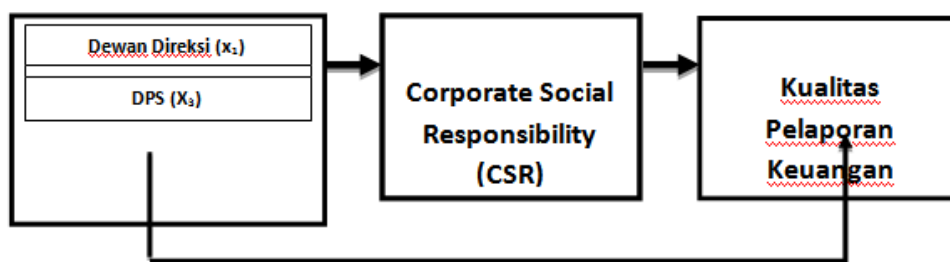 Dewan Direksi (x₁)
DPS (X₃)
Corporate Social
Responsibility
(CSR)
Kualitas
Pelaporan
Keuangan